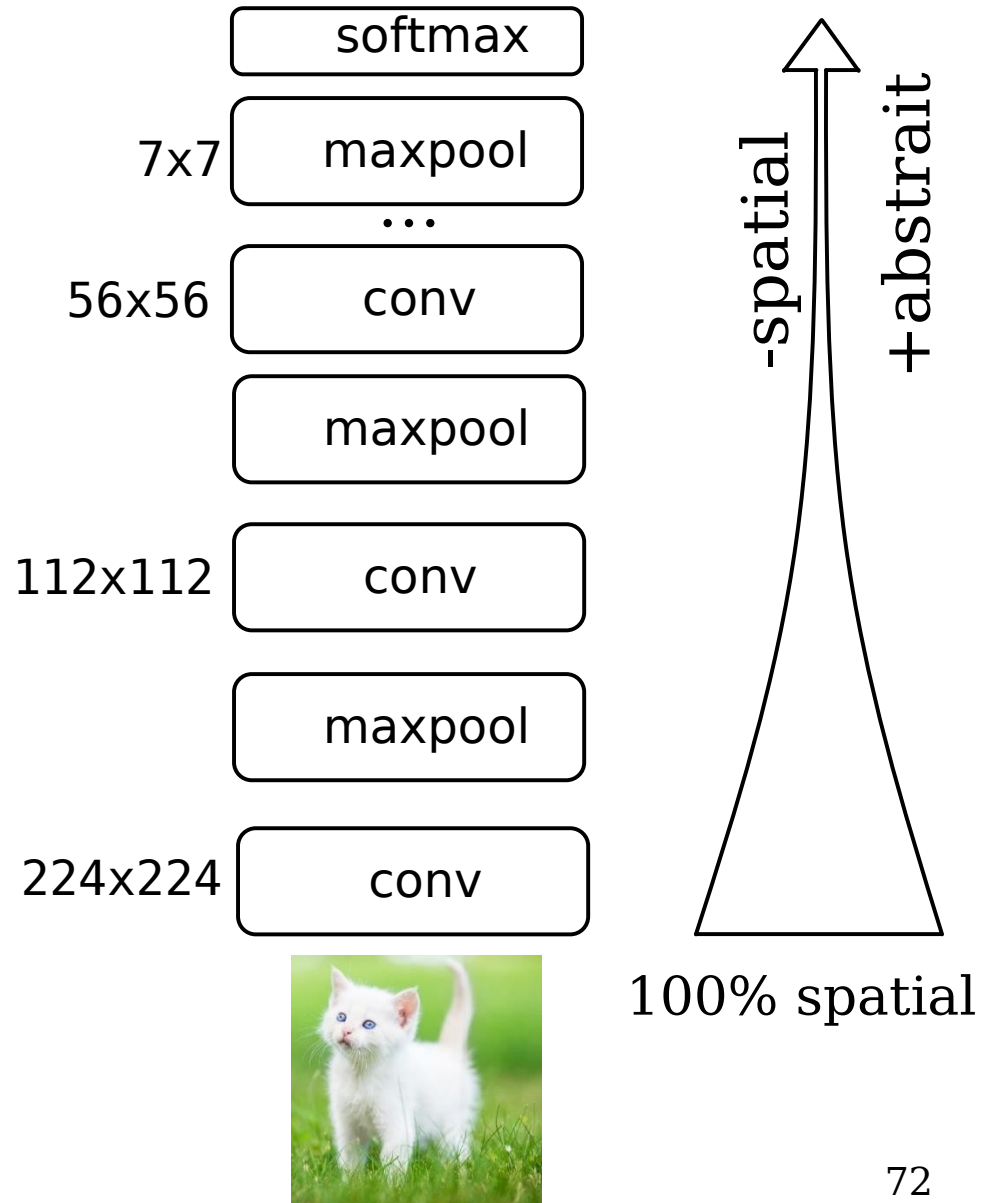 softmax
7x7
maxpool
...
56x56
conv
maxpool
112x112
conv
maxpool
224x224
conv
-spatial
+abstrait
100% spatial
72